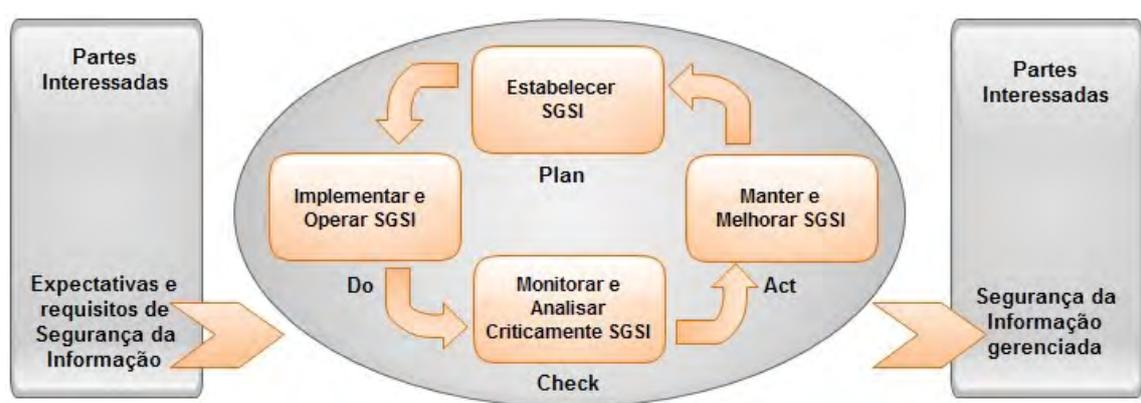 Partes
Interessadas
Expectativas e
requisitos de
Segurança da
Informação
Estabelecer
SGSI
Plan
Implementar e
Operar SGSI
Do
Monitorar e
Analisar
Criticamente SGSI
Check
Manter e
Melhorar SGSI
Act
Partes
Interessadas
Segurança da
Informação
gerenciada